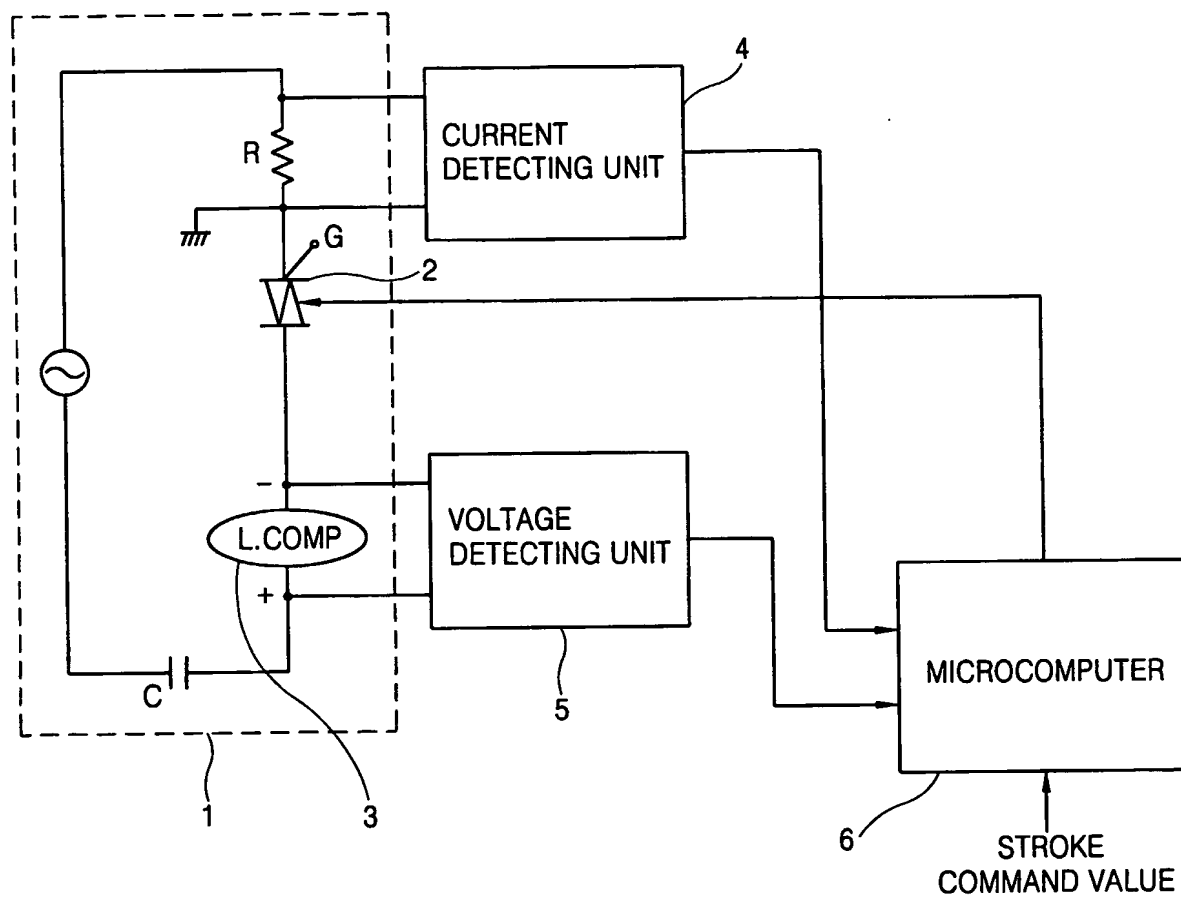 4
CURRENT
DETECTING UNIT
R
G
2
-
L.COMP
+
VOLTAGE
DETECTING UNIT
C
5
MICROCOMPUTER
1
3
6
STROKE
COMMAND VALUE